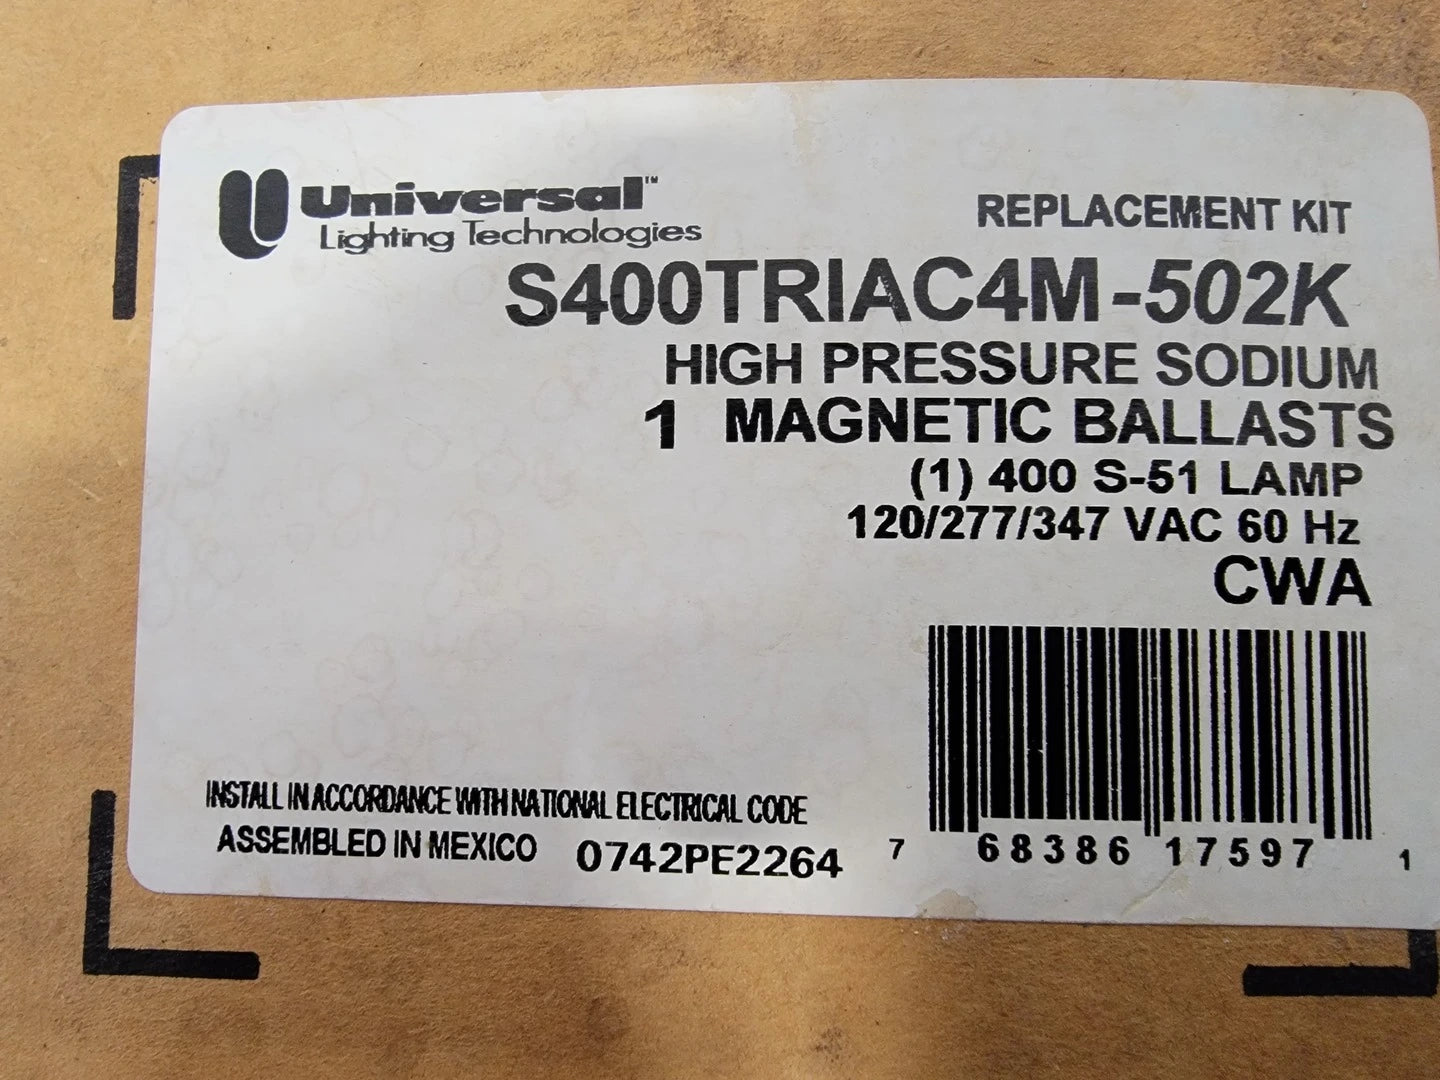 Universal™
Lighting Technologies
REPLACEMENT KIT
S400TRIAC4M-502K
HIGH PRESSURE SODIUM
1 MAGNETIC BALLASTS
(1) 400 S-51 LAMP
120/277/347 VAC 60 Hz
CWA
INSTALL IN ACCORDANCE WITH NATIONAL ELECTRICAL CODE
ASSEMBLED IN MEXICO 0742PE2264
7 68386 17597 1